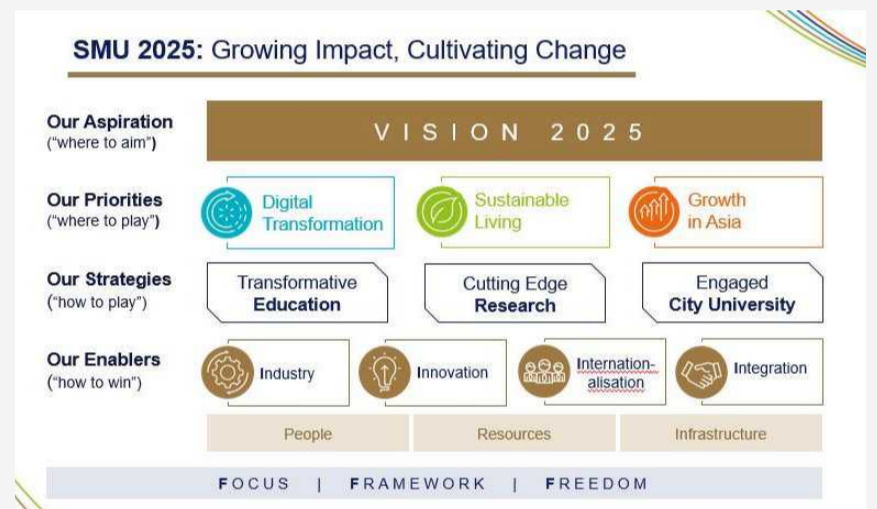 SMU 2025: Growing Impact, Cultivating Change
Our Aspiration
("where to aim")
VISION 2025
Our Priorities
("where to play")
Digital
Transformation
Sustainable
Living
Growth
in Asia
Our Strategies
("how to play")
Transformative
Education
Cutting Edge
Research
Engaged
City University
Our Enablers
("how to win")
Industry
Innovation
Internation-
alisation
Integration
People
Resources
Infrastructure
FOCUS | FRAMEWORK | FREEDOM